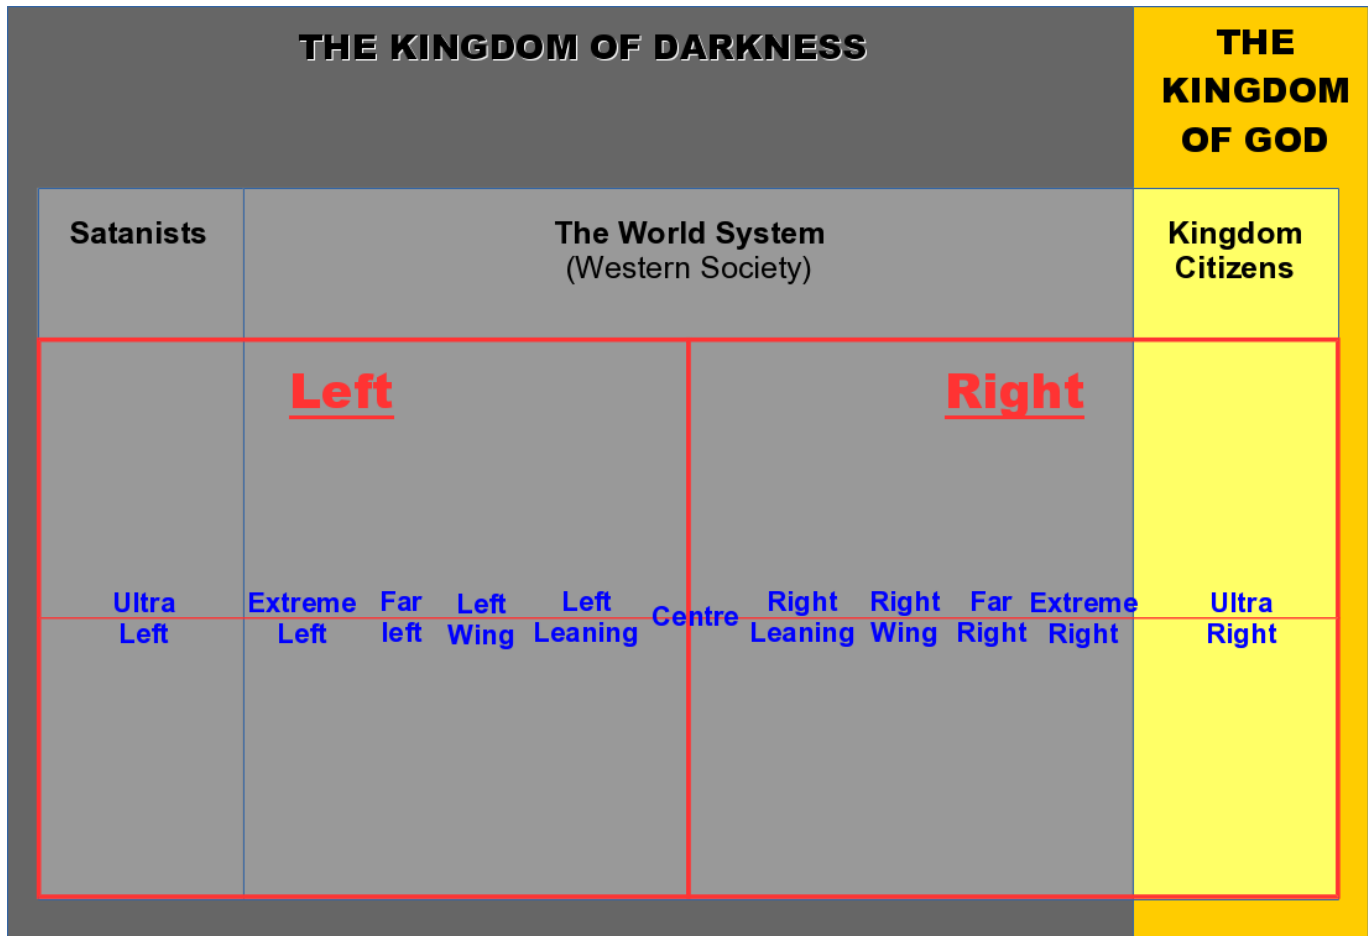 THE KINGDOM OF DARKNESS
THE
KINGDOM
OF GOD
Satanists
The World System
(Western Society)
Kingdom
Citizens
Left
Right
Ultra
Left
Extreme
Left
Far
left
Left
Wing
Left
Leaning
Centre
Right
Leaning
Right
Wing
Far
Right
Extreme
Right
Ultra
Right